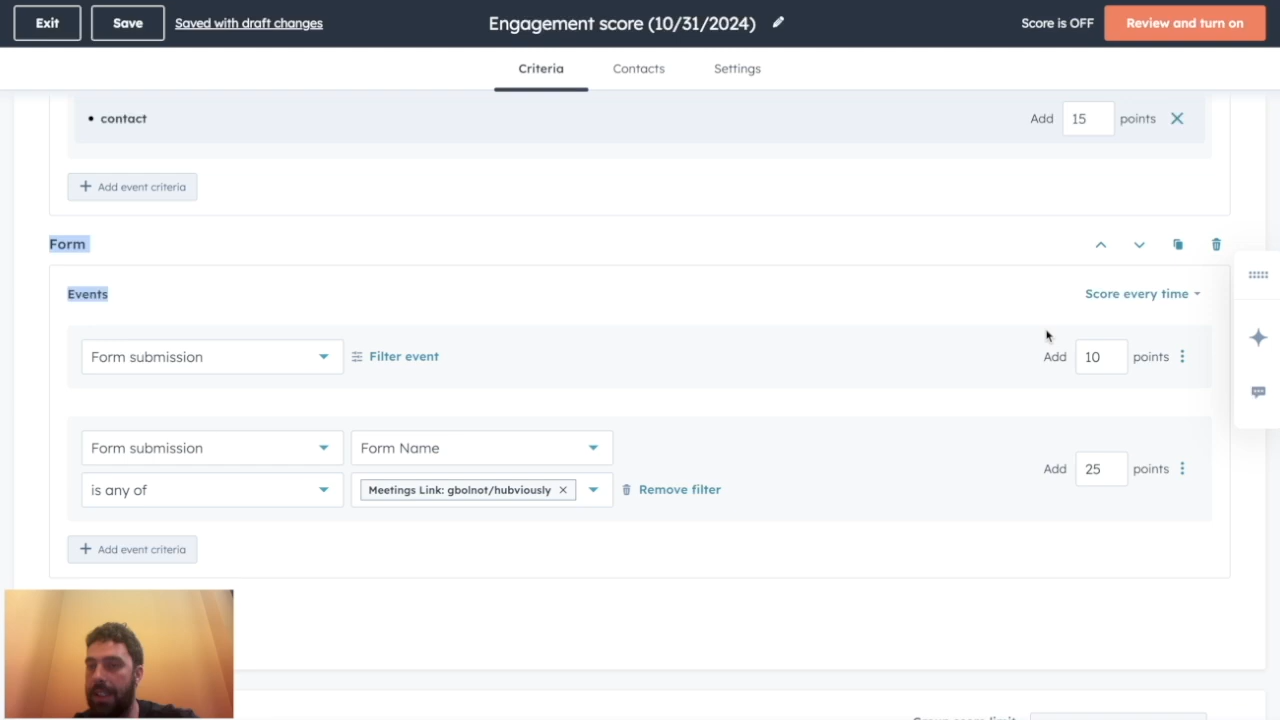 Exit Save Saved with draft changes Engagement score (10/31/2024) Score is OFF Review and turn on
Criteria Contacts Settings
• contact Add 15 points
+ Add event criteria
Form
Events Score every time
Form submission Filter event Add 10 points
Form submission Form Name
Add 25 points
is any of Meetings Link: gbolnot/hubviously Remove filter
+ Add event criteria
Group score limit